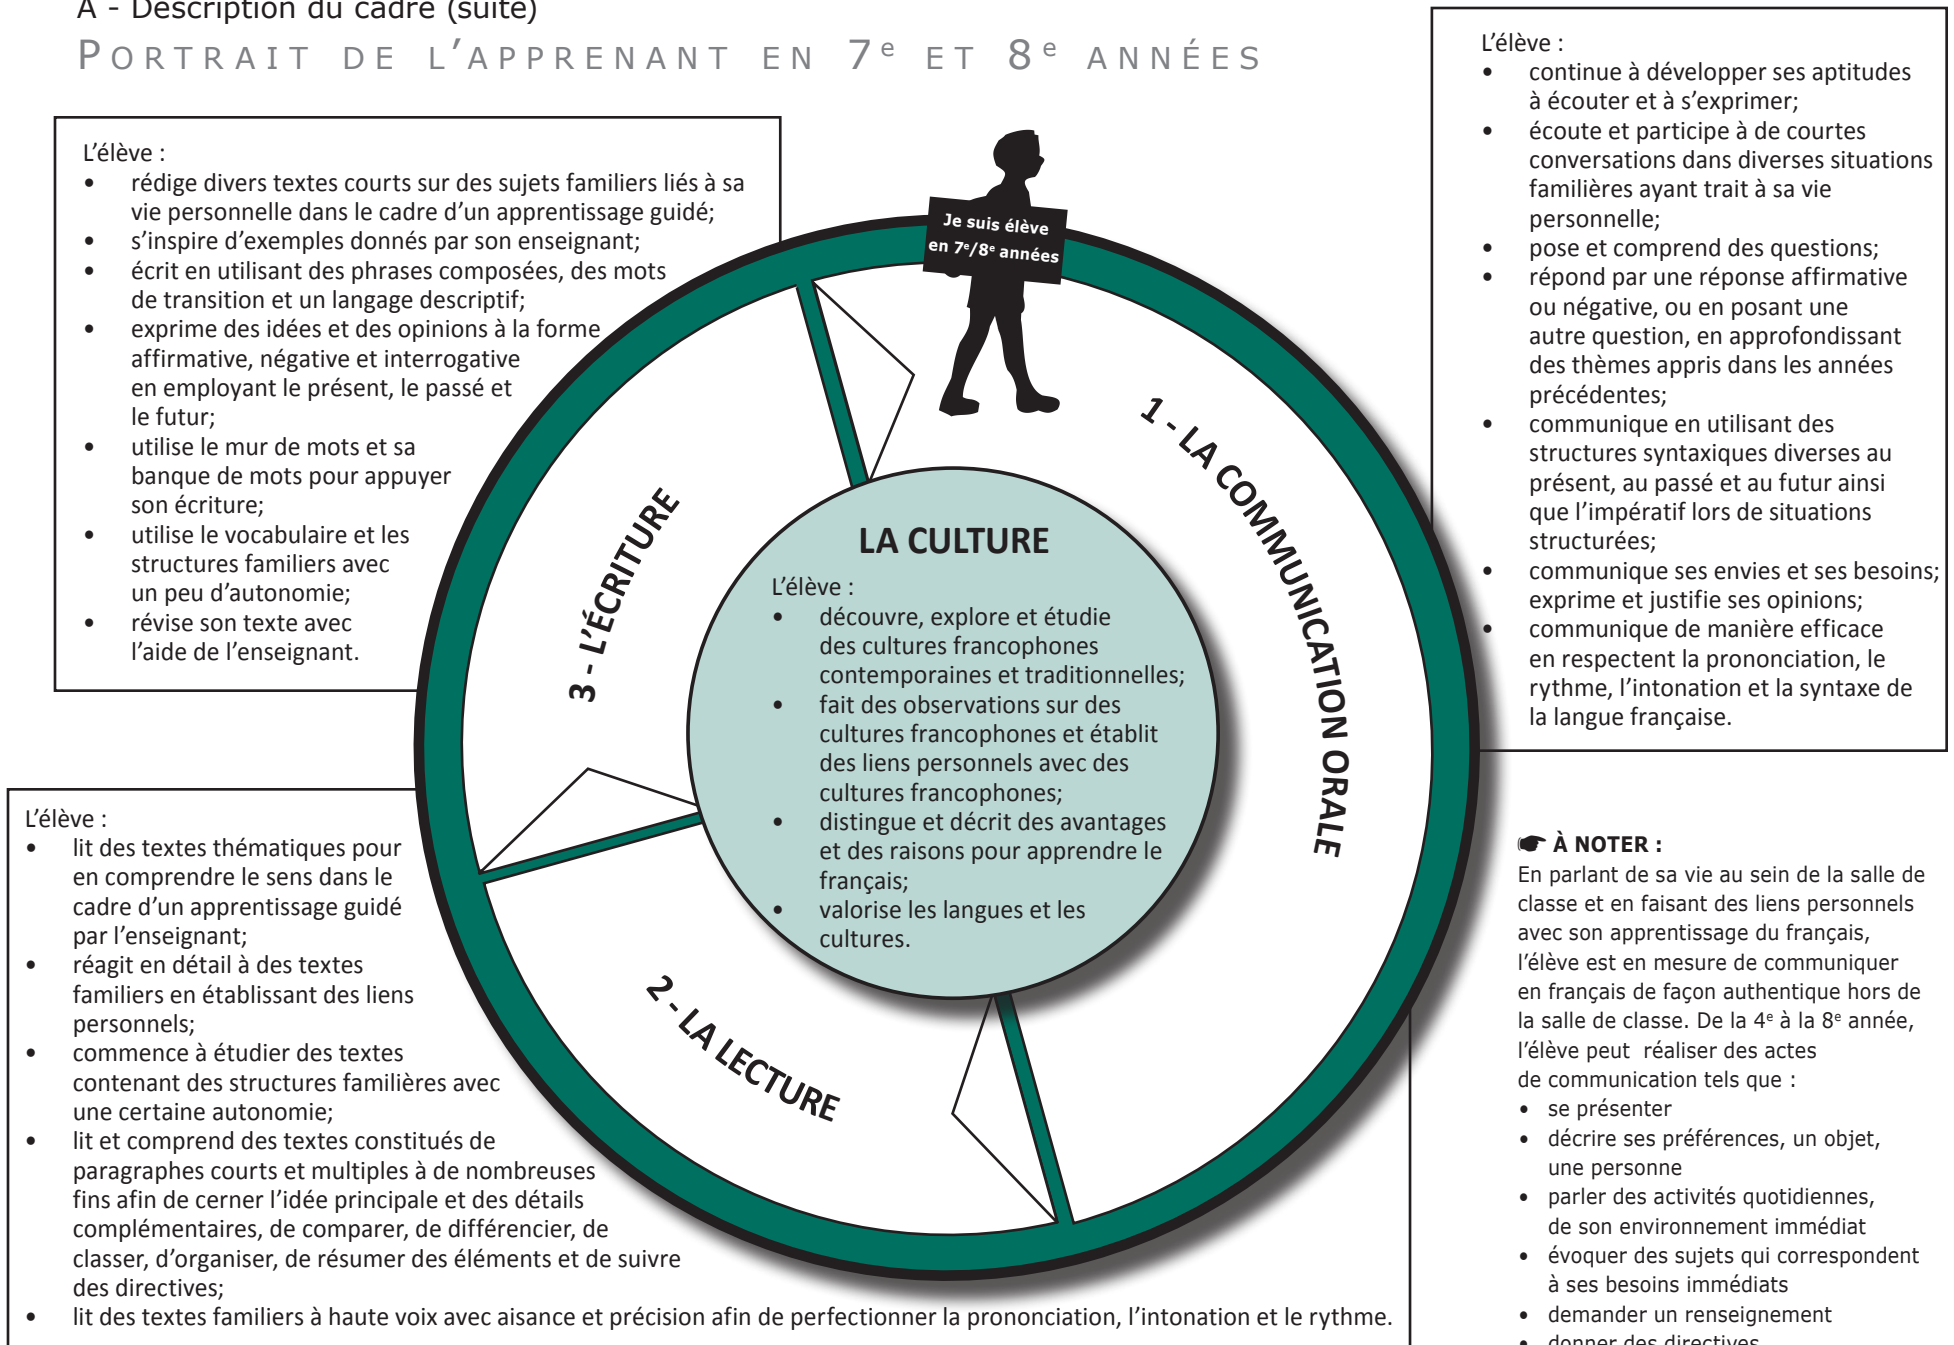 A - Description du cadre (suite)
PORTRAIT DE L'APPRENANT EN 7e ET 8e ANNÉES
L'élève :
• rédige divers textes courts sur des sujets familiers liés à sa
vie personnelle dans le cadre d'un apprentissage guidé;
• s'inspire d'exemples donnés par son enseignant;
• écrit en utilisant des phrases composées, des mots
de transition et un langage descriptif;
• exprime des idées et des opinions à la forme
affirmative, négative et interrogative
en employant le présent, le passé et
le futur;
• utilise le mur de mots et sa
banque de mots pour appuyer
son écriture;
• utilise le vocabulaire et les
structures familiers avec
un peu d'autonomie;
• révise son texte avec
l'aide de l'enseignant.
Je suis élève
en 7e/8e années
1 - LA COMMUNICATION ORALE
L'élève :
• continue à développer ses aptitudes
à écouter et à s'exprimer;
• écoute et participe à de courtes
conversations dans diverses situations
familières ayant trait à sa vie
personnelle;
• pose et comprend des questions;
• répond par une réponse affirmative
ou négative, ou en posant une
autre question, en approfondissant
des thèmes appris dans les années
précédentes;
• communique en utilisant des
structures syntaxiques diverses au
présent, au passé et au futur ainsi
que l'impératif lors de situations
structurées;
• communique ses envies et ses besoins;
exprime et justifie ses opinions;
• communique de manière efficace
en respectent la prononciation, le
rythme, l'intonation et la syntaxe de
la langue française.
3 - L'ÉCRITURE
LA CULTURE
L'élève :
• découvre, explore et étudie
des cultures francophones
contemporaines et traditionnelles;
• fait des observations sur des
cultures francophones et établit
des liens personnels avec des
cultures francophones;
• distingue et décrit des avantages
et des raisons pour apprendre le
français;
• valorise les langues et les
cultures.
2 - LA LECTURE
L'élève :
• lit des textes thématiques pour
en comprendre le sens dans le
cadre d'un apprentissage guidé
par l'enseignant;
• réagit en détail à des textes
familiers en établissant des liens
personnels;
• commence à étudier des textes
contenant des structures familières avec
une certaine autonomie;
• lit et comprend des textes constitués de
paragraphes courts et multiples à de nombreuses
fins afin de cerner l'idée principale et des détails
complémentaires, de comparer, de différencier, de
classer, d'organiser, de résumer des éléments et de suivre
des directives;
• lit des textes familiers à haute voix avec aisance et précision afin de perfectionner la prononciation, l'intonation et le rythme.
☛ À NOTER :
En parlant de sa vie au sein de la salle de
classe et en faisant des liens personnels
avec son apprentissage du français,
l'élève est en mesure de communiquer
en français de façon authentique hors de
la salle de classe. De la 4e à la 8e année,
l'élève peut réaliser des actes
de communication tels que :
• se présenter
• décrire ses préférences, un objet,
une personne
• parler des activités quotidiennes,
de son environnement immédiat
• évoquer des sujets qui correspondent
à ses besoins immédiats
• demander un renseignement
• donner des directives